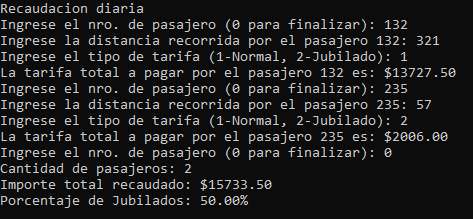 Recaudacion diaria
Ingrese el nro. de pasajero (0 para finalizar): 132
Ingrese la distancia recorrida por el pasajero 132: 321
Ingrese el tipo de tarifa (1-Normal, 2-Jubilado): 1
La tarifa total a pagar por el pasajero 132 es: $13727.50
Ingrese el nro. de pasajero (0 para finalizar): 235
Ingrese la distancia recorrida por el pasajero 235: 57
Ingrese el tipo de tarifa (1-Normal, 2-Jubilado): 2
La tarifa total a pagar por el pasajero 235 es: $2006.00
Ingrese el nro. de pasajero (0 para finalizar): 0
Cantidad de pasajeros: 2
Importe total recaudado: $15733.50
Porcentaje de Jubilados: 50.00%